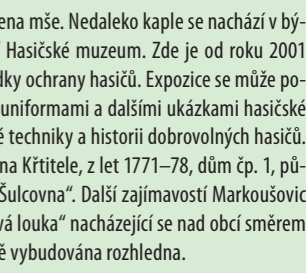 ena mše. Nedaleko kaple se nachází v bý-
Hasičské muzeum. Zde je od roku 2001
dky ochrany hasičů. Expozice se může po-
uniformami a dalšími ukázkami hasičské
é techniky a historii dobrovolných hasičů.
na Křtitele, z let 1771–78, dům čp. 1, pů-
Šulcovna“. Další zajímavostí Markoušovic
vá louka“ nacházející se nad obcí směrem
ě vybudována rozhledna.